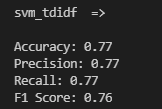 svm_tdidf =>
Accuracy: 0.77
Precision: 0.77
Recall: 0.77
F1 Score: 0.76